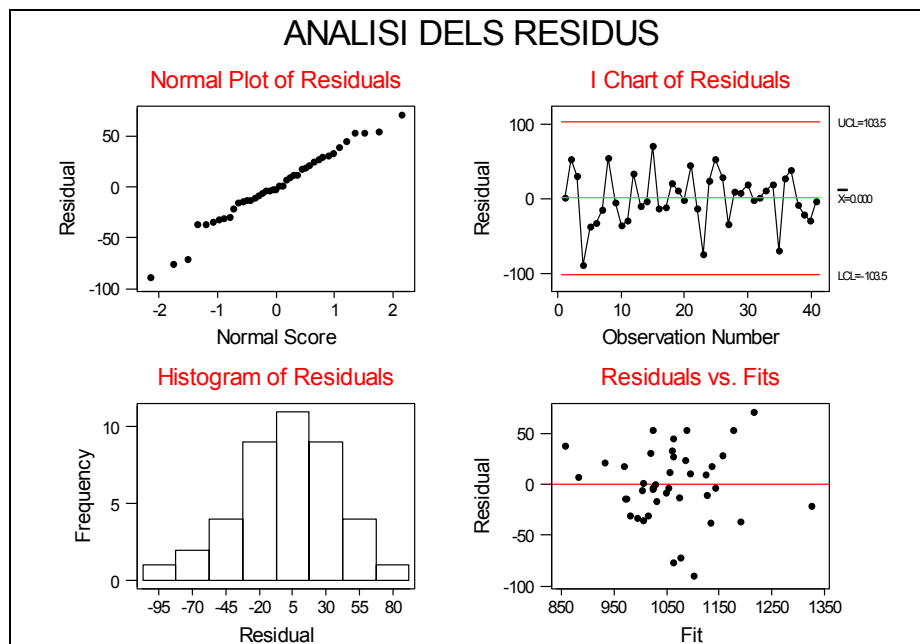 ANALISI DELS RESIDUS
Normal Plot of Residuals
50
0
-50
-100
Residual
-2 -1 0 1 2
Normal Score
I Chart of Residuals
100
0
-100
Residual
UCL=103.5
X=0.000
LCL=-103.5
0 10 20 30 40
Observation Number
Histogram of Residuals
10
5
0
Frequency
-95 -70 -45 -20 5 30 55 80
Residual
Residuals vs. Fits
50
0
-50
-100
Residual
850 950 1050 1150 1250 1350
Fit